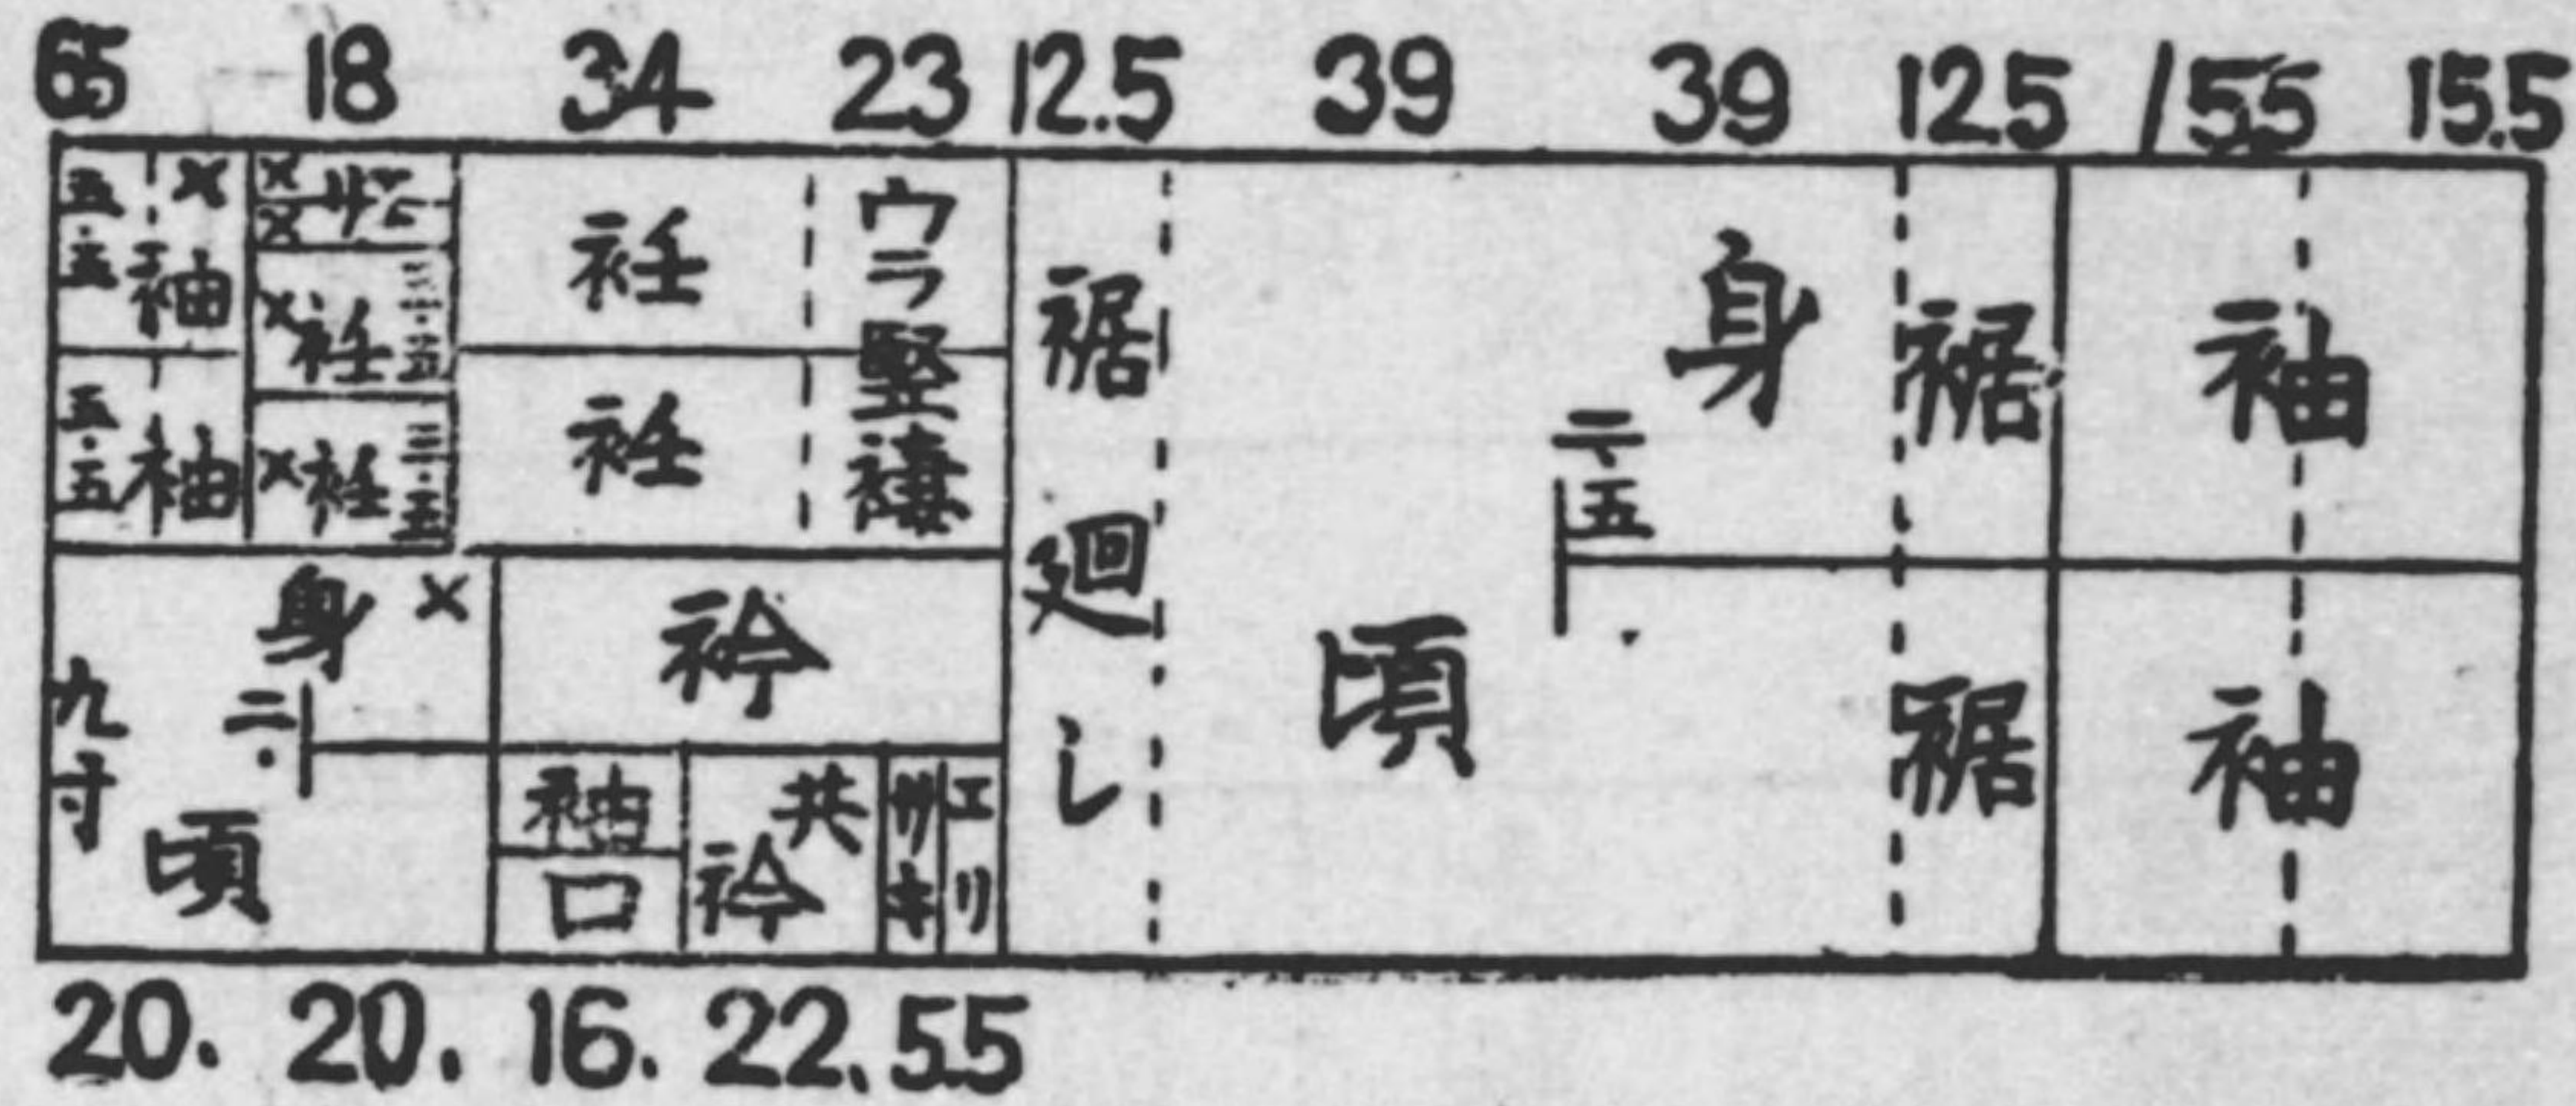 65 18 34 23 12.5 39 39 12.5 15.5 15.5
五・五
× 袖
×
×
× 衽 三・五
五・五
袖
× 衽 三・五
衽
衽
ウラ竪褄
裾廻し
身頃
二・五
裾
裾
袖
袖
九寸
身頃
×
二・
衿
袖口
共衿
サキ
エリ
20. 20. 16. 22. 5.5